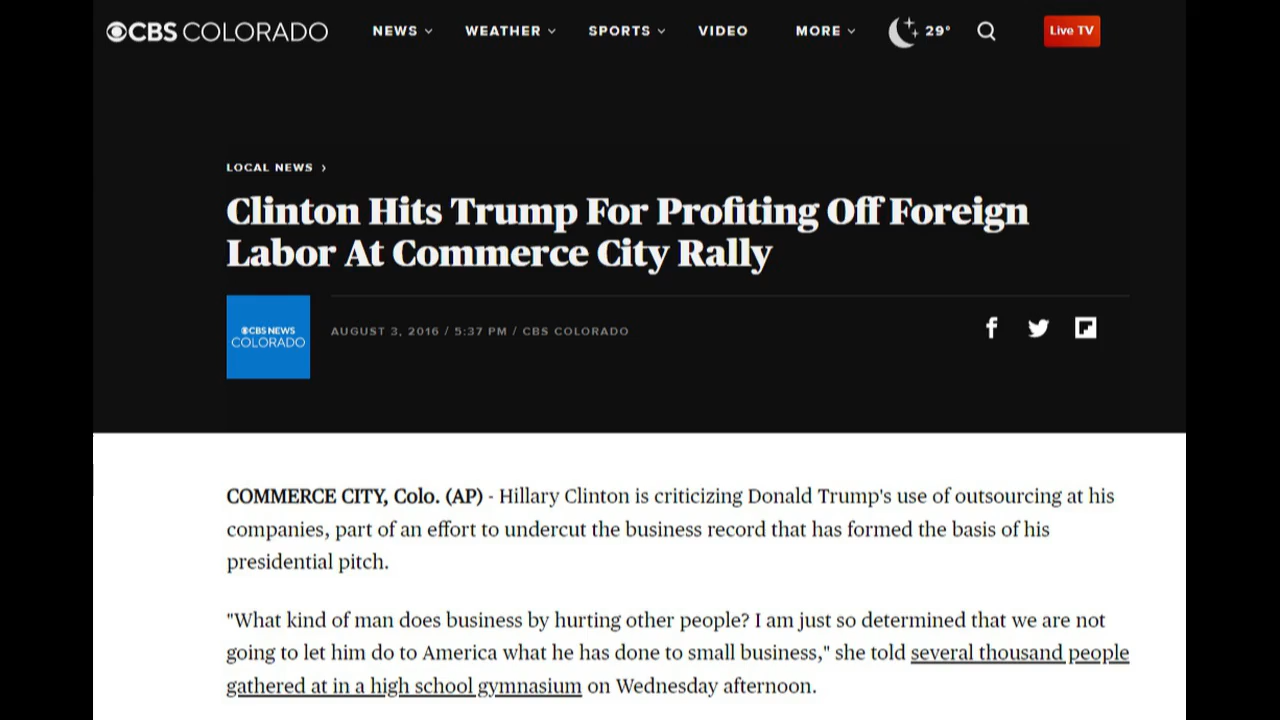 CBS COLORADO NEWS WEATHER SPORTS VIDEO MORE 29° Live TV
LOCAL NEWS
Clinton Hits Trump For Profiting Off Foreign
Labor At Commerce City Rally
CBS NEWS
COLORADO
AUGUST 3, 2016 / 5:37 PM / CBS COLORADO
COMMERCE CITY, Colo. (AP) - Hillary Clinton is criticizing Donald Trump's use of outsourcing at his
companies, part of an effort to undercut the business record that has formed the basis of his
presidential pitch.
"What kind of man does business by hurting other people? I am just so determined that we are not
going to let him do to America what he has done to small business," she told several thousand people
gathered at in a high school gymnasium on Wednesday afternoon.